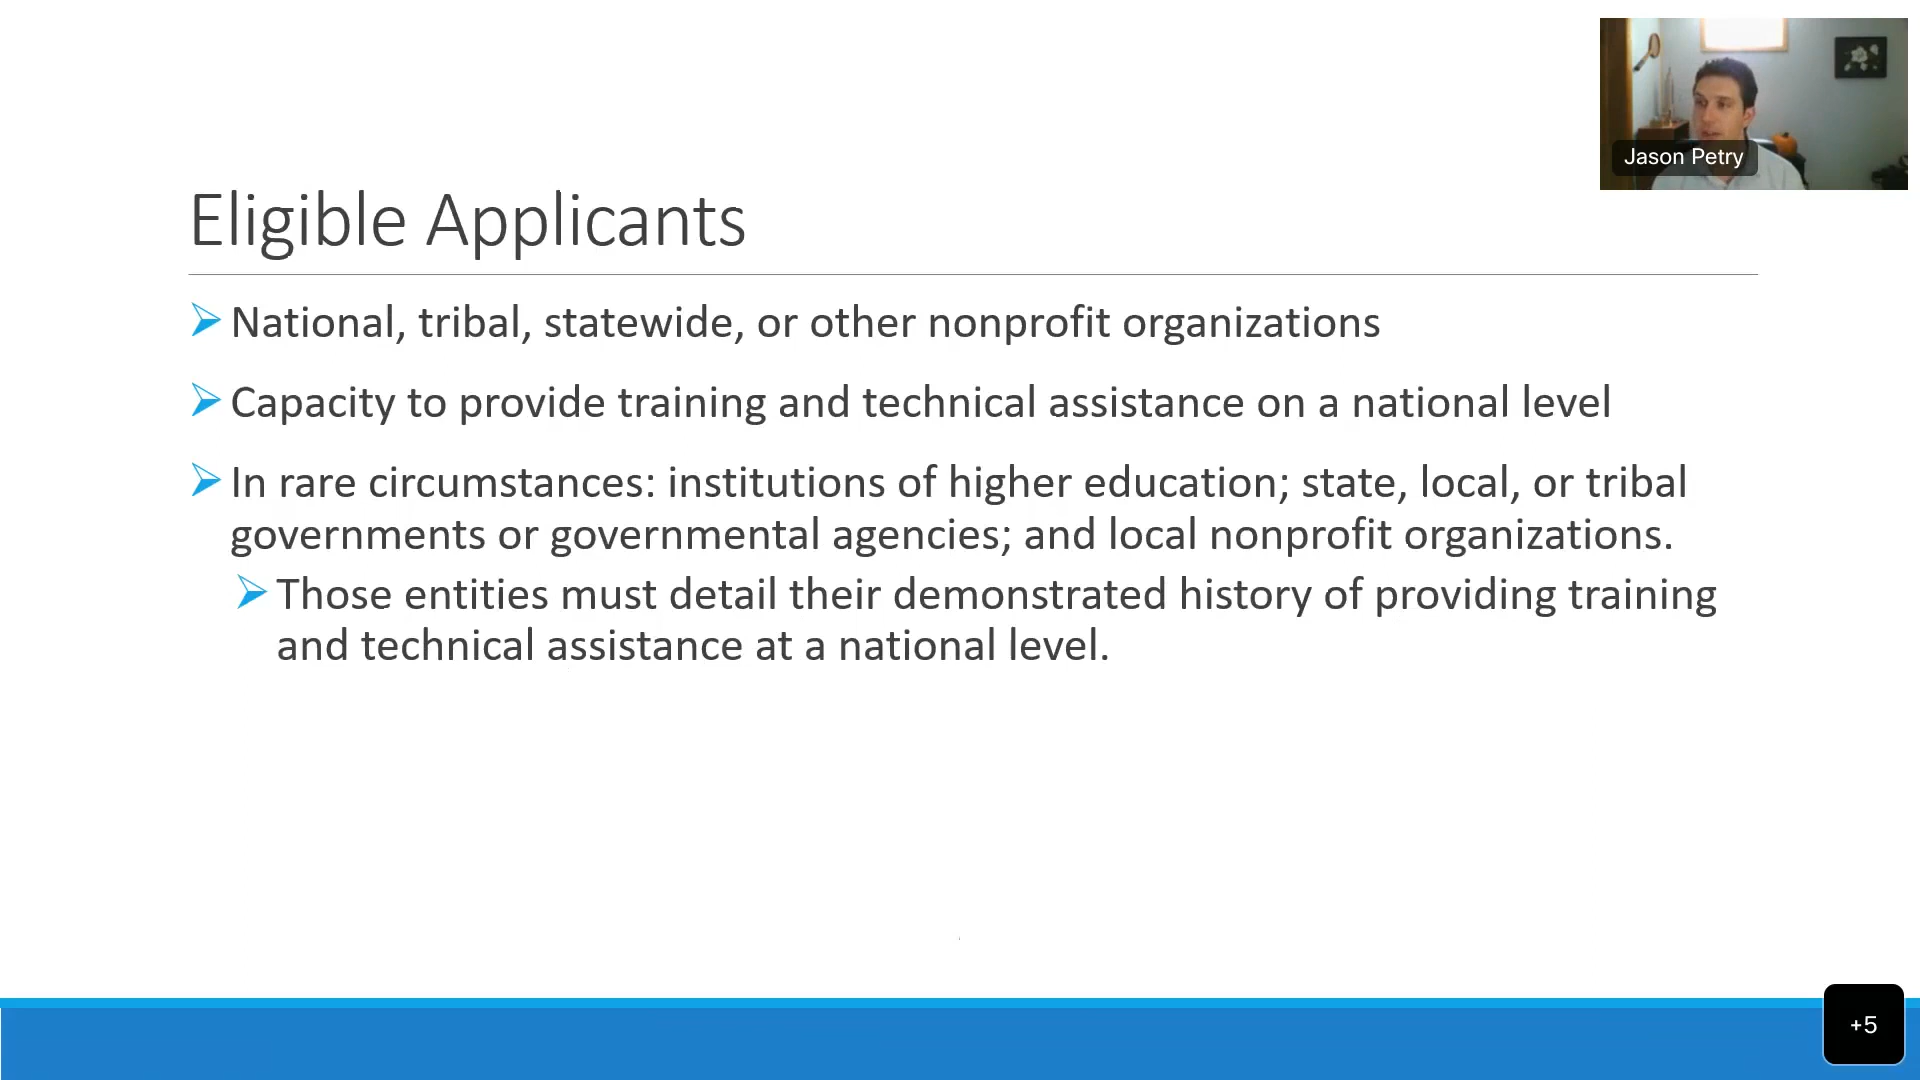 Jason Petry
Eligible Applicants
National, tribal, statewide, or other nonprofit organizations
Capacity to provide training and technical assistance on a national level
In rare circumstances: institutions of higher education; state, local, or tribal
governments or governmental agencies; and local nonprofit organizations.
Those entities must detail their demonstrated history of providing training
and technical assistance at a national level.
+5